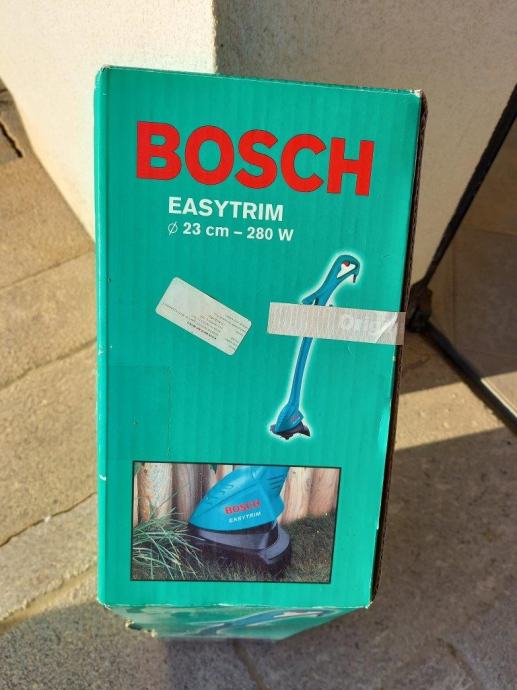 BOSCH
EASYTRIM
Ø 23 cm – 280 W
BOSCH
EASYTRIM